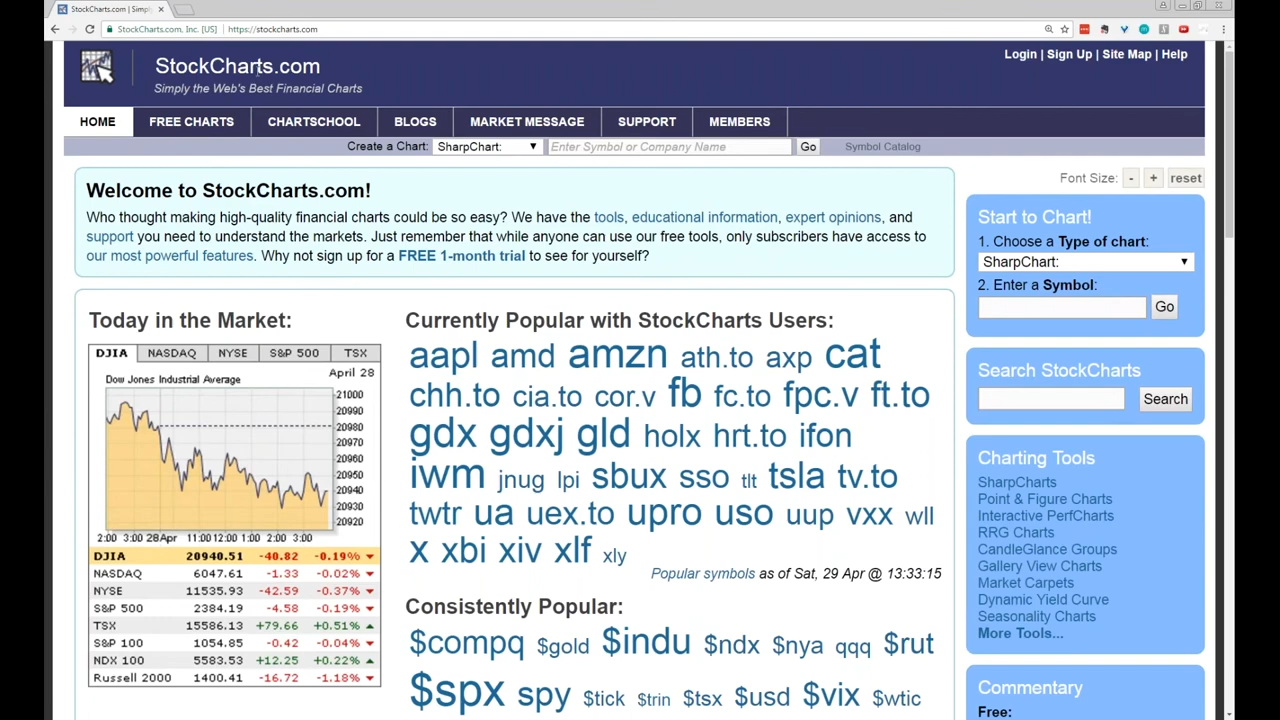 StockCharts.com | Simply
StockCharts.com, Inc. [US] https://stockcharts.com
StockCharts.com
Simply the Web's Best Financial Charts
Login | Sign Up | Site Map | Help
HOME FREE CHARTS CHARTSCHOOL BLOGS MARKET MESSAGE SUPPORT MEMBERS
Create a Chart: SharpChart: Enter Symbol or Company Name Go Symbol Catalog
Font Size: - + reset
Welcome to StockCharts.com!
Who thought making high-quality financial charts could be so easy? We have the tools, educational information, expert opinions, and
support you need to understand the markets. Just remember that while anyone can use our free tools, only subscribers have access to
our most powerful features. Why not sign up for a FREE 1-month trial to see for yourself?
Today in the Market:
DJIA NASDAQ NYSE S&P 500 TSX
April 28
Dow Jones Industrial Average
21000
20990
20980
20970
20960
20950
20940
20930
20920
2:00 3:00 28Apr 11:00 12:00 1:00 2:00 3:00
DJIA 20940.51 -40.82 -0.19%
NASDAQ 6047.61 -1.33 -0.02%
NYSE 11535.93 -42.59 -0.37%
S&P 500 2384.19 -4.58 -0.19%
TSX 15586.13 +79.66 +0.51%
S&P 100 1054.85 -0.42 -0.04%
NDX 100 5583.53 +12.25 +0.22%
Russell 2000 1400.41 -16.72 -1.18%
Currently Popular with StockCharts Users:
aapl amd amzn ath.to axp cat
chh.to cia.to cor.v fb fc.to fpc.v ft.to
gdx gdxj gld holx hrt.to ifon
iwm jnug lpi sbux sso tlt tsla tv.to
twtr ua uex.to upro uso uup vxx wll
x xbi xiv xlf xly
Popular symbols as of Sat, 29 Apr @ 13:33:15
Consistently Popular:
$compq $gold $indu $ndx $nya qqq $rut
$spx spy $tick $trin $tsx $usd $vix $wtic
Start to Chart!
1. Choose a Type of chart:
SharpChart:
2. Enter a Symbol:
Go
Search StockCharts
Search
Charting Tools
SharpCharts
Point & Figure Charts
Interactive PerfCharts
RRG Charts
CandleGlance Groups
Gallery View Charts
Market Carpets
Dynamic Yield Curve
Seasonality Charts
More Tools...
Commentary
Free: